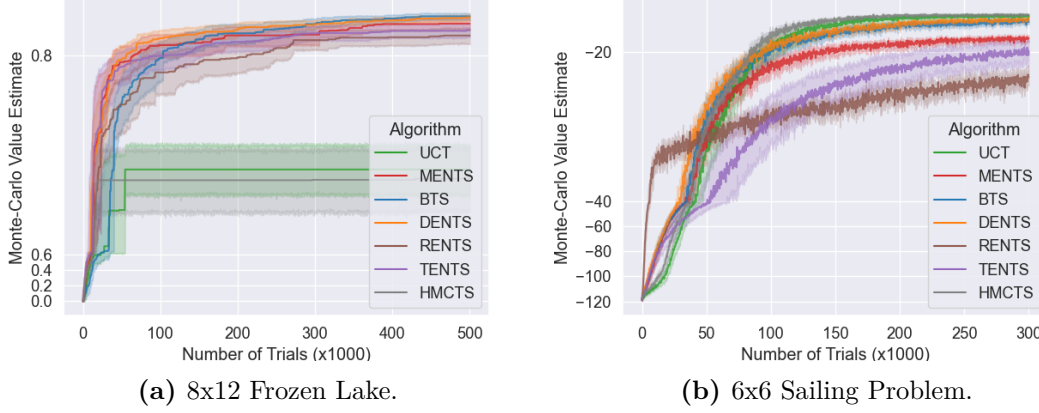 Monte-Carlo Value Estimate
0.8
0.6
0.4
0.2
0.0
Algorithm
UCT
MENTS
BTS
DENTS
RENTS
TENTS
HMCTS
0 100 200 300 400 500
Number of Trials (x1000)
(a) 8x12 Frozen Lake.
Monte-Carlo Value Estimate
−20
−40
−60
−80
−100
−120
Algorithm
UCT
MENTS
BTS
DENTS
RENTS
TENTS
HMCTS
0 50 100 150 200 250 300
Number of Trials (x1000)
(b) 6x6 Sailing Problem.